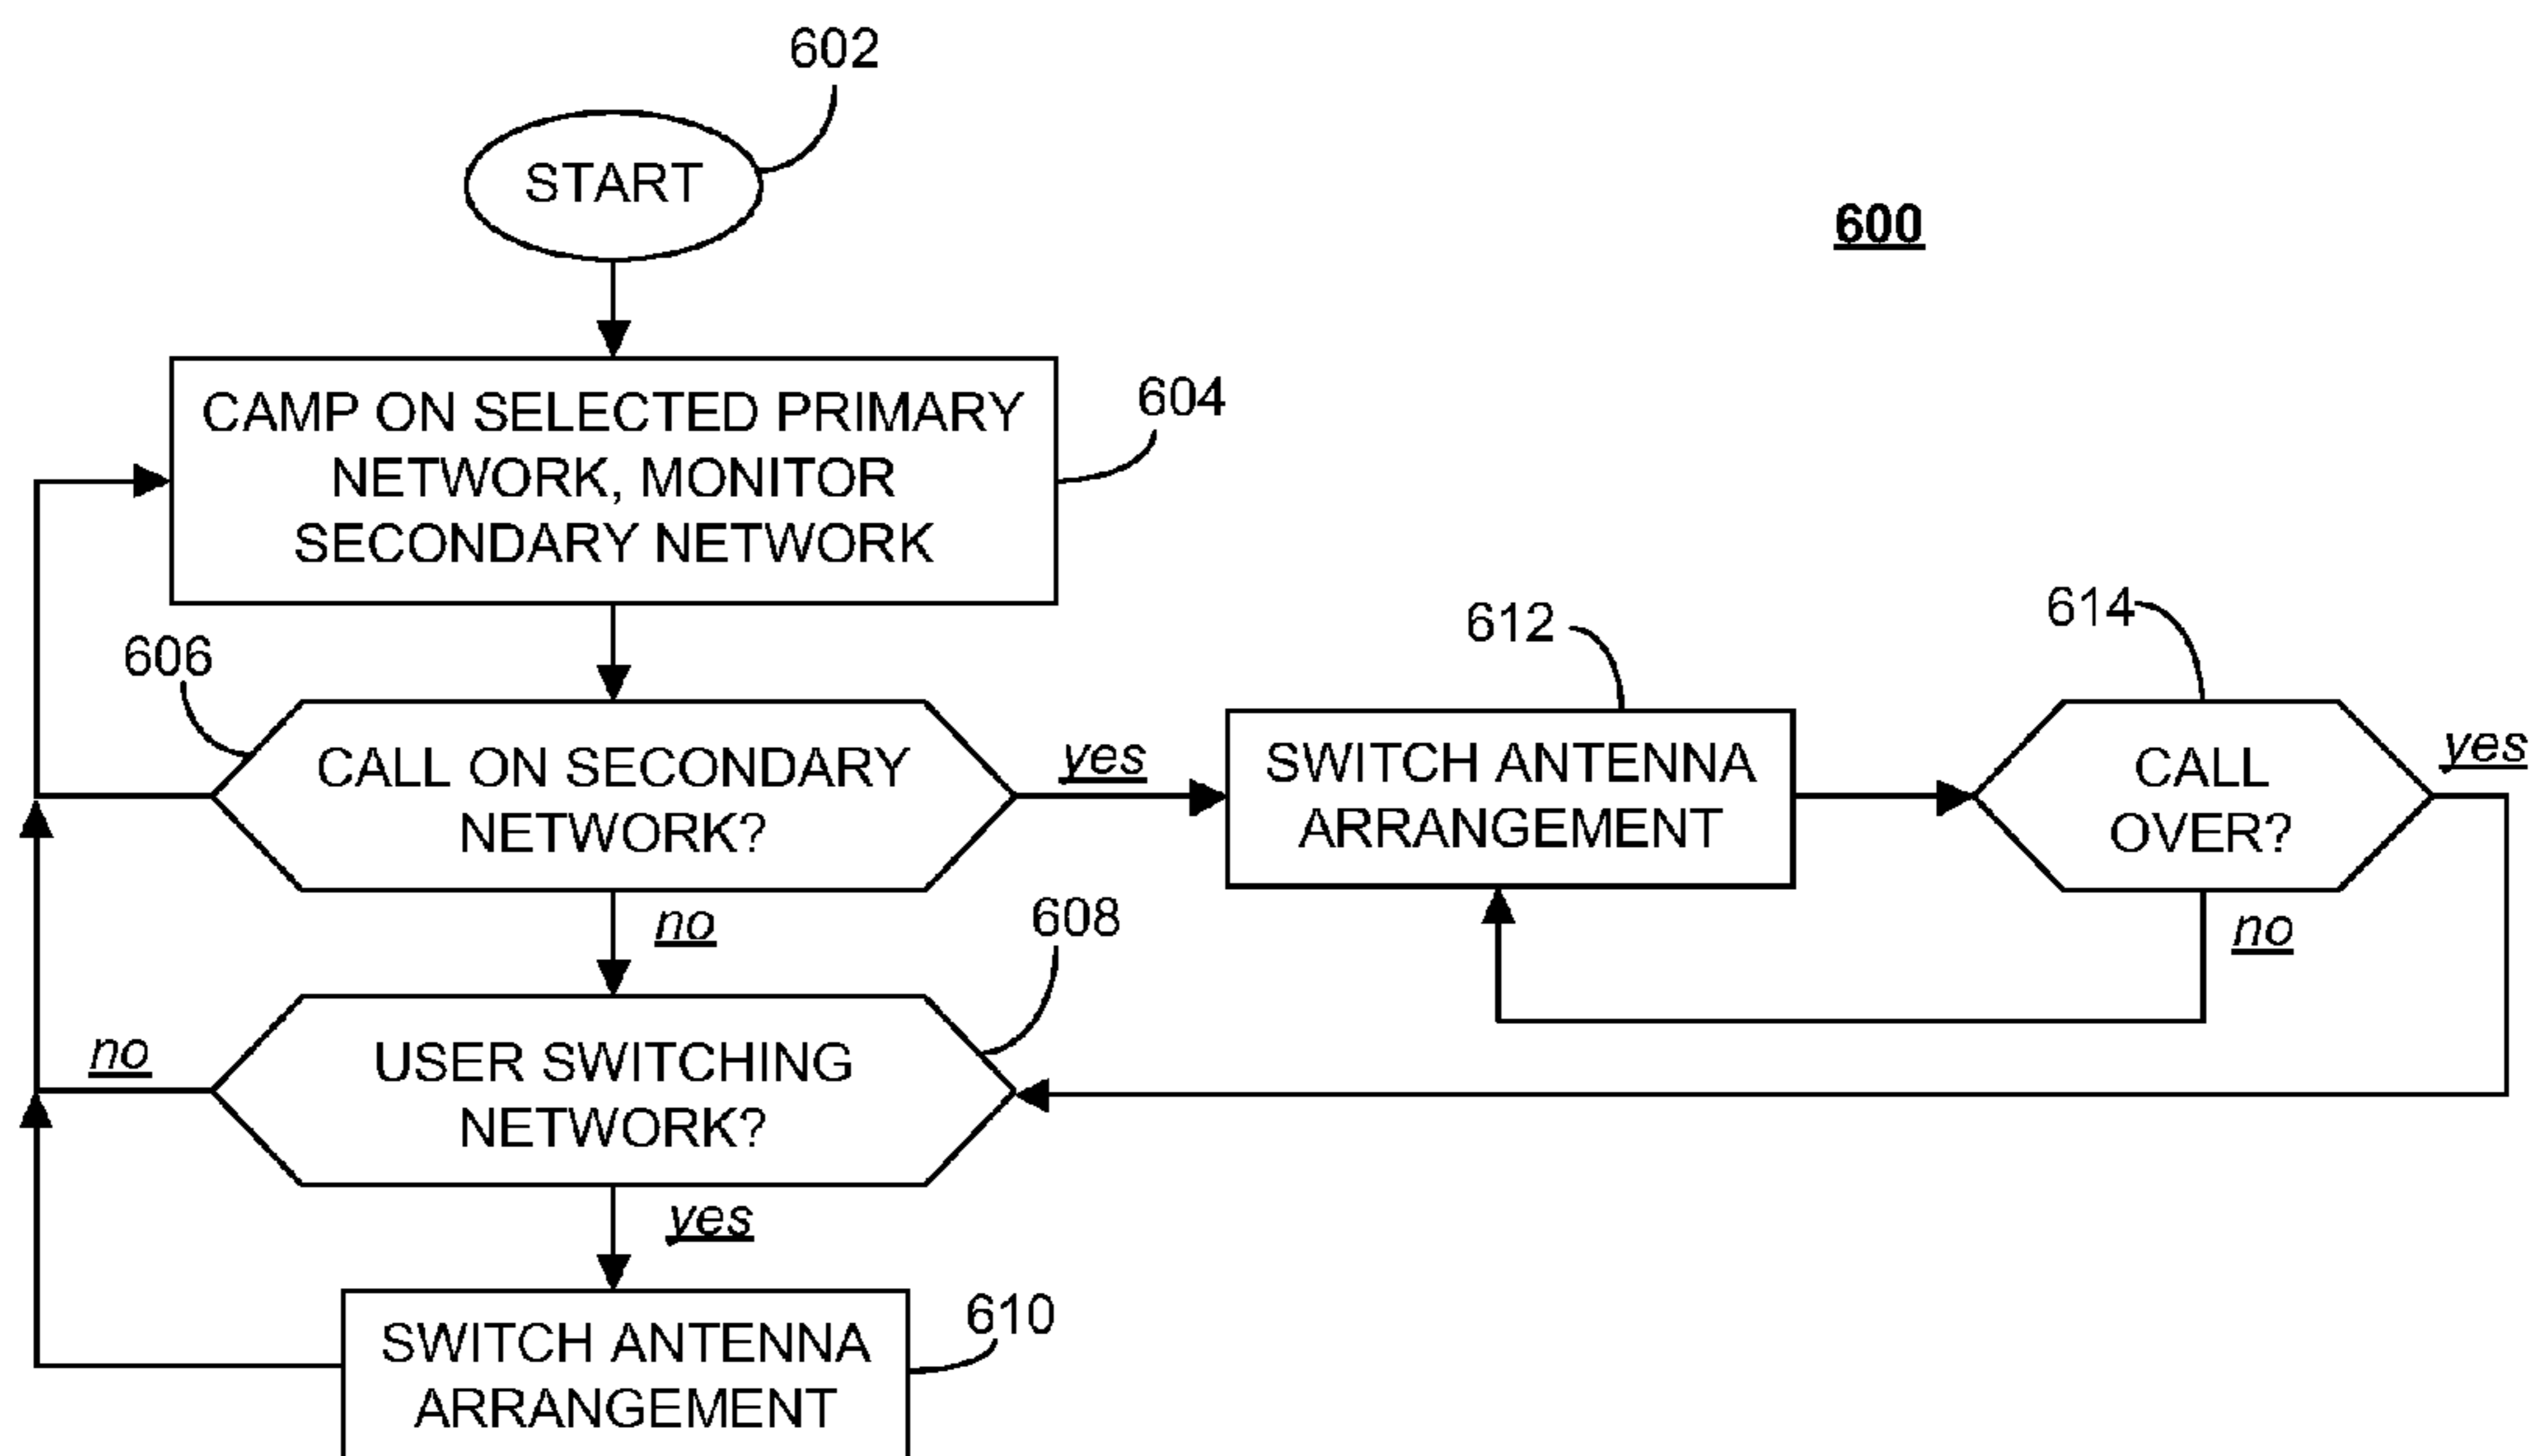 602
START
600
CAMP ON SELECTED PRIMARY
NETWORK, MONITOR
SECONDARY NETWORK
604
606
CALL ON SECONDARY
NETWORK?
yes
612
SWITCH ANTENNA
ARRANGEMENT
614
CALL
OVER?
yes
no
no
608
USER SWITCHING
NETWORK?
no
yes
610
SWITCH ANTENNA
ARRANGEMENT